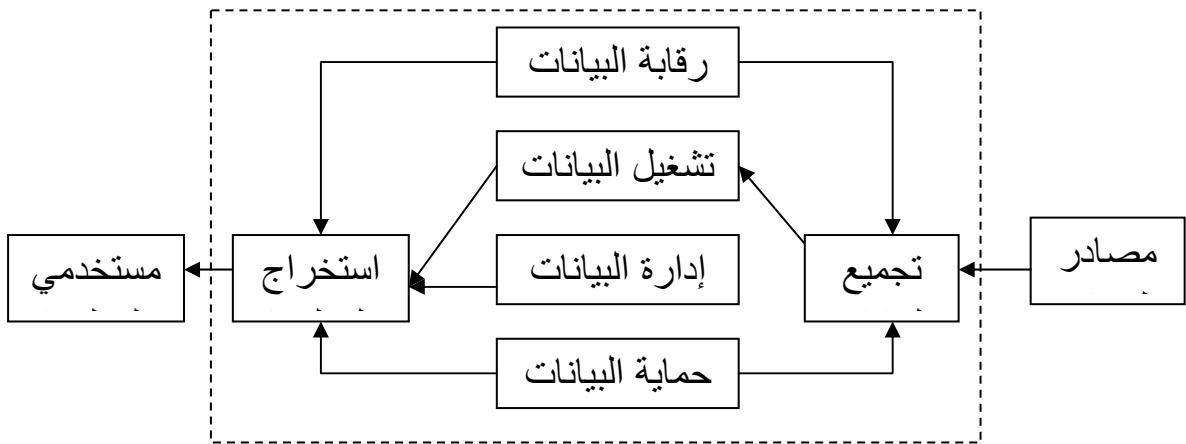 رقابة البيانات
تشغيل البيانات
مصادر
تجميع
إدارة البيانات
استخراج
مستخدمي
حماية البيانات